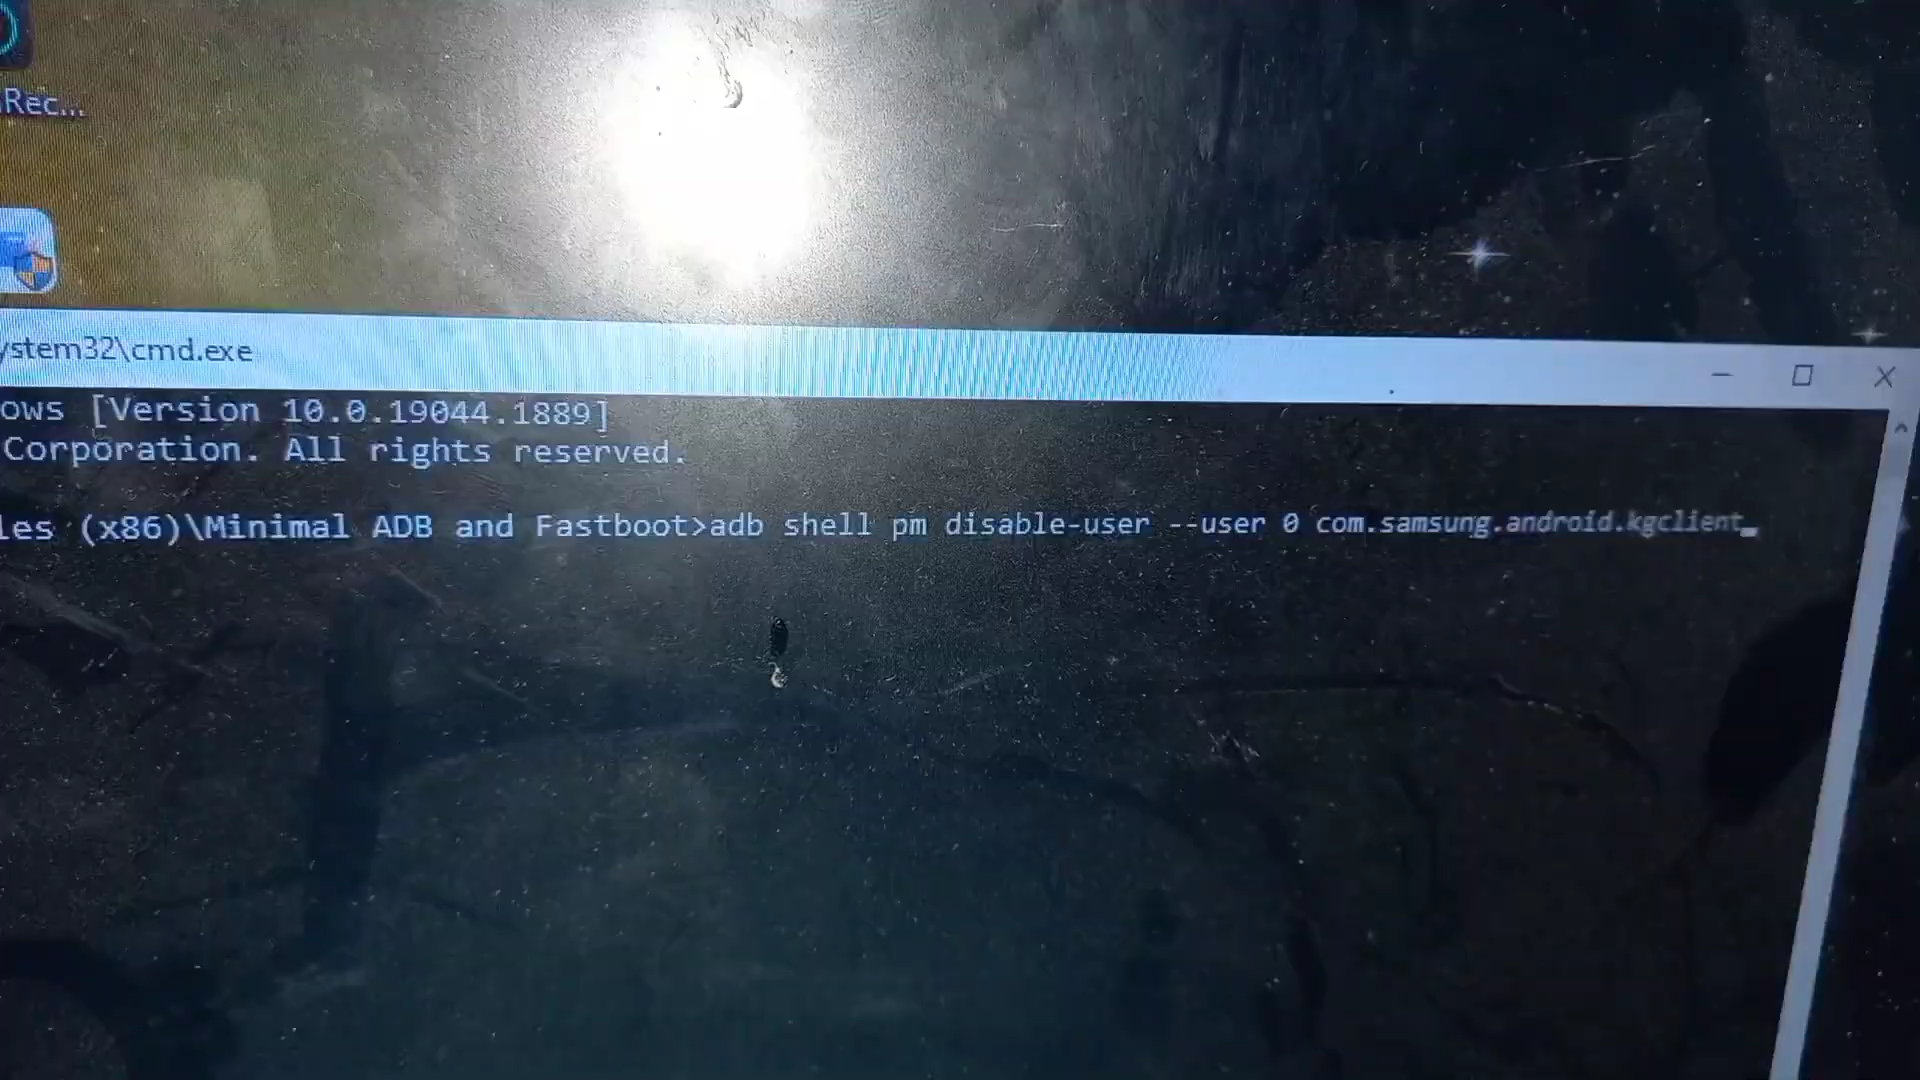 Rec...
ystem32\cmd.exe
ows [Version 10.0.19044.1889]
Corporation. All rights reserved.
les (x86)\Minimal ADB and Fastboot>adb shell pm disable-user --user 0 com.samsung.android.kgclient